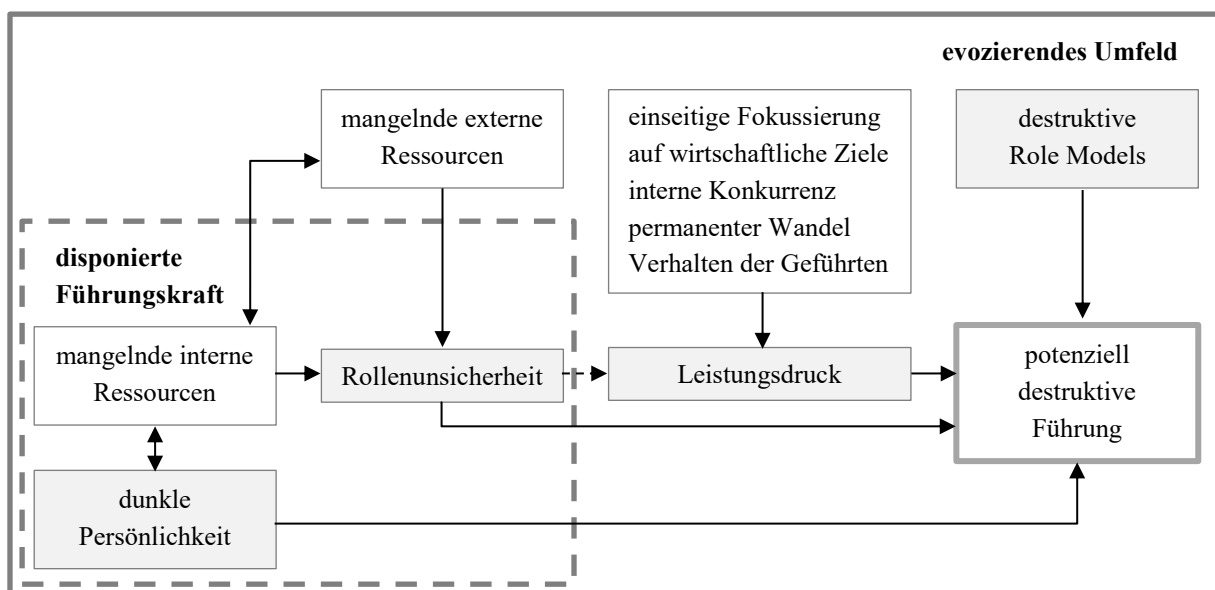 evozierendes Umfeld
mangelnde externe
Ressourcen
einseitige Fokussierung
auf wirtschaftliche Ziele
interne Konkurrenz
permanenter Wandel
Verhalten der Geführten
destruktive
Role Models
disponierte
Führungskraft
mangelnde interne
Ressourcen
Rollenunsicherheit
Leistungsdruck
potenziell
destruktive
Führung
dunkle
Persönlichkeit